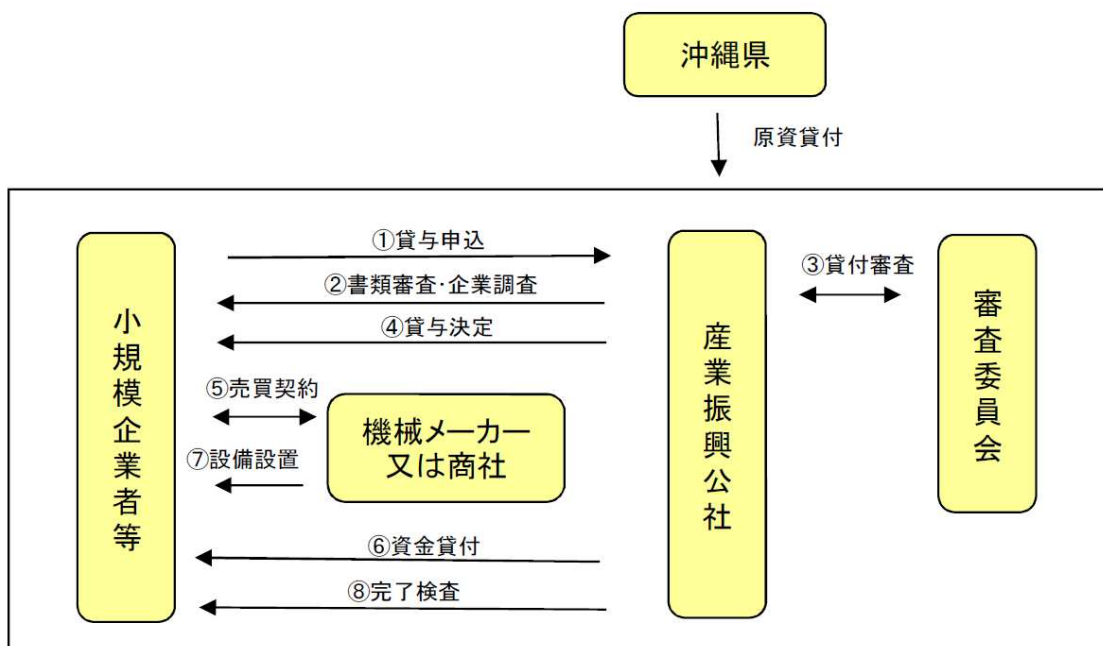 沖縄県
原資貸付
①貸与申込
②書類審査・企業調査
③貸付審査
④貸与決定
小規模企業者等
産業振興公社
審査委員会
⑤売買契約
機械メーカー
又は商社
⑦設備設置
⑥資金貸付
⑧完了検査